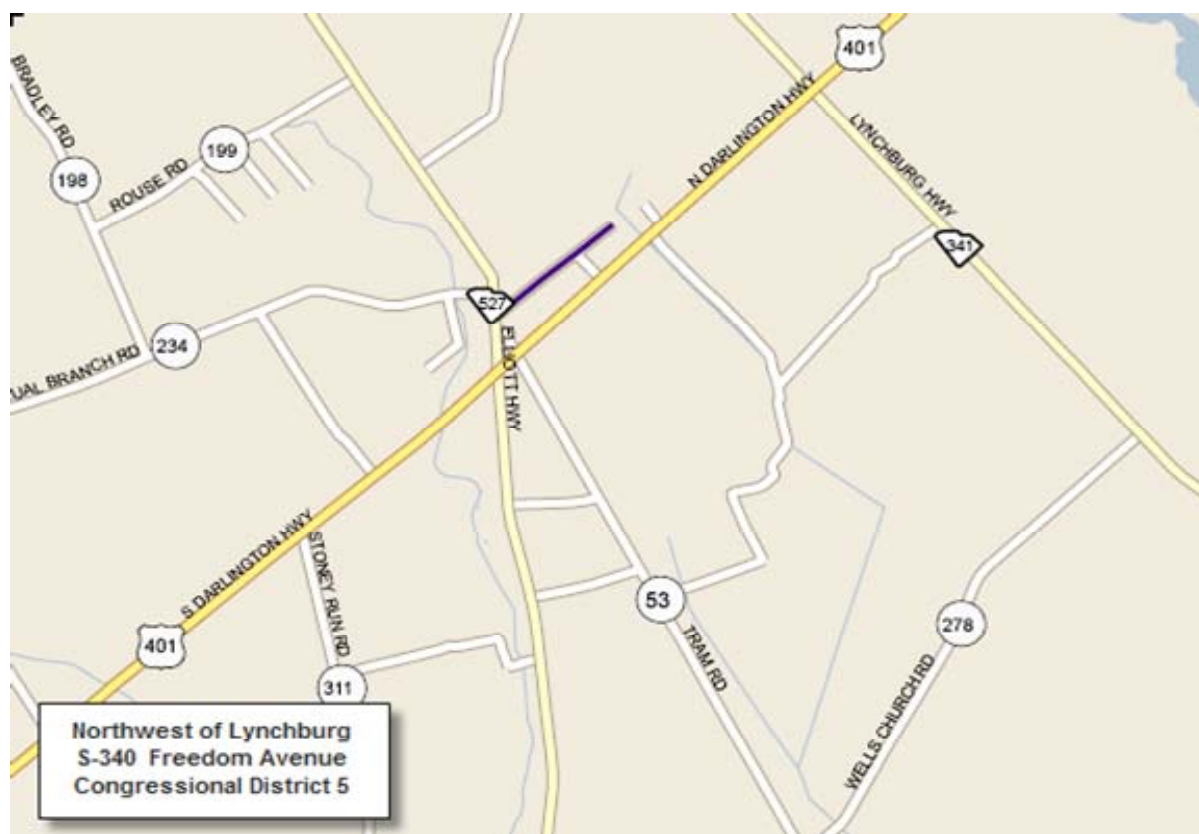 401
BRADLEY RD
N DARLINGTON HWY
LYNCHBURG HWY
199
198
ROUSE RD
341
527
234
UAL BRANCH RD
ELLIOTT HWY
S DARLINGTON HWY
STONEY RUN RD
53
278
401
TRAM RD
311
WELLS CHURCH RD
Northwest of Lynchburg
S-340 Freedom Avenue
Congressional District 5